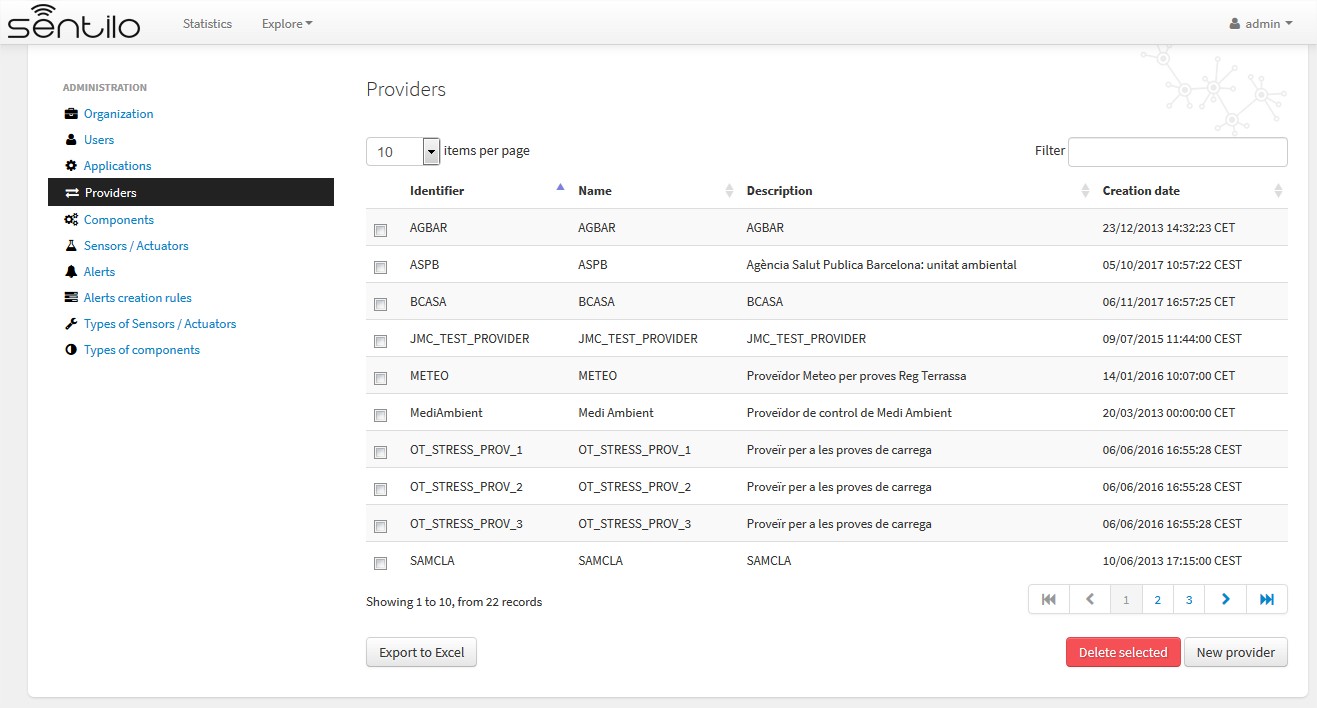 sentilo Statistics Explore admin
ADMINISTRATION
Organization
Users
Applications
Providers
Components
Sensors / Actuators
Alerts
Alerts creation rules
Types of Sensors / Actuators
Types of components
Providers
10 items per page Filter
Identifier Name Description Creation date
AGBAR AGBAR AGBAR 23/12/2013 14:32:23 CET
ASPB ASPB Agència Salut Publica Barcelona: unitat ambiental 05/10/2017 10:57:22 CEST
BCASA BCASA BCASA 06/11/2017 16:57:25 CET
JMC_TEST_PROVIDER JMC_TEST_PROVIDER JMC_TEST_PROVIDER 09/07/2015 11:44:00 CEST
METEO METEO Proveïdor Meteo per proves Reg Terrassa 14/01/2016 10:07:00 CET
MediAmbient Medi Ambient Proveïdor de control de Medi Ambient 20/03/2013 00:00:00 CET
OT_STRESS_PROV_1 OT_STRESS_PROV_1 Proveïr per a les proves de carrega 06/06/2016 16:55:28 CEST
OT_STRESS_PROV_2 OT_STRESS_PROV_2 Proveïr per a les proves de carrega 06/06/2016 16:55:28 CEST
OT_STRESS_PROV_3 OT_STRESS_PROV_3 Proveïr per a les proves de carrega 06/06/2016 16:55:28 CEST
SAMCLA SAMCLA SAMCLA 10/06/2013 17:15:00 CEST
Showing 1 to 10, from 22 records 1 2 3
Export to Excel Delete selected New provider